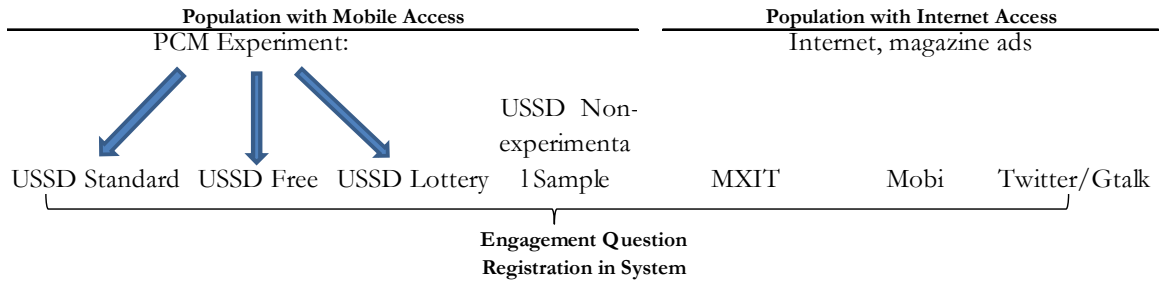 Population with Mobile Access
Population with Internet Access
PCM Experiment:
Internet, magazine ads
USSD Standard
USSD Free
USSD Lottery
USSD Non-
experimenta
l Sample
MXIT
Mobi
Twitter/Gtalk
Engagement Question
Registration in System